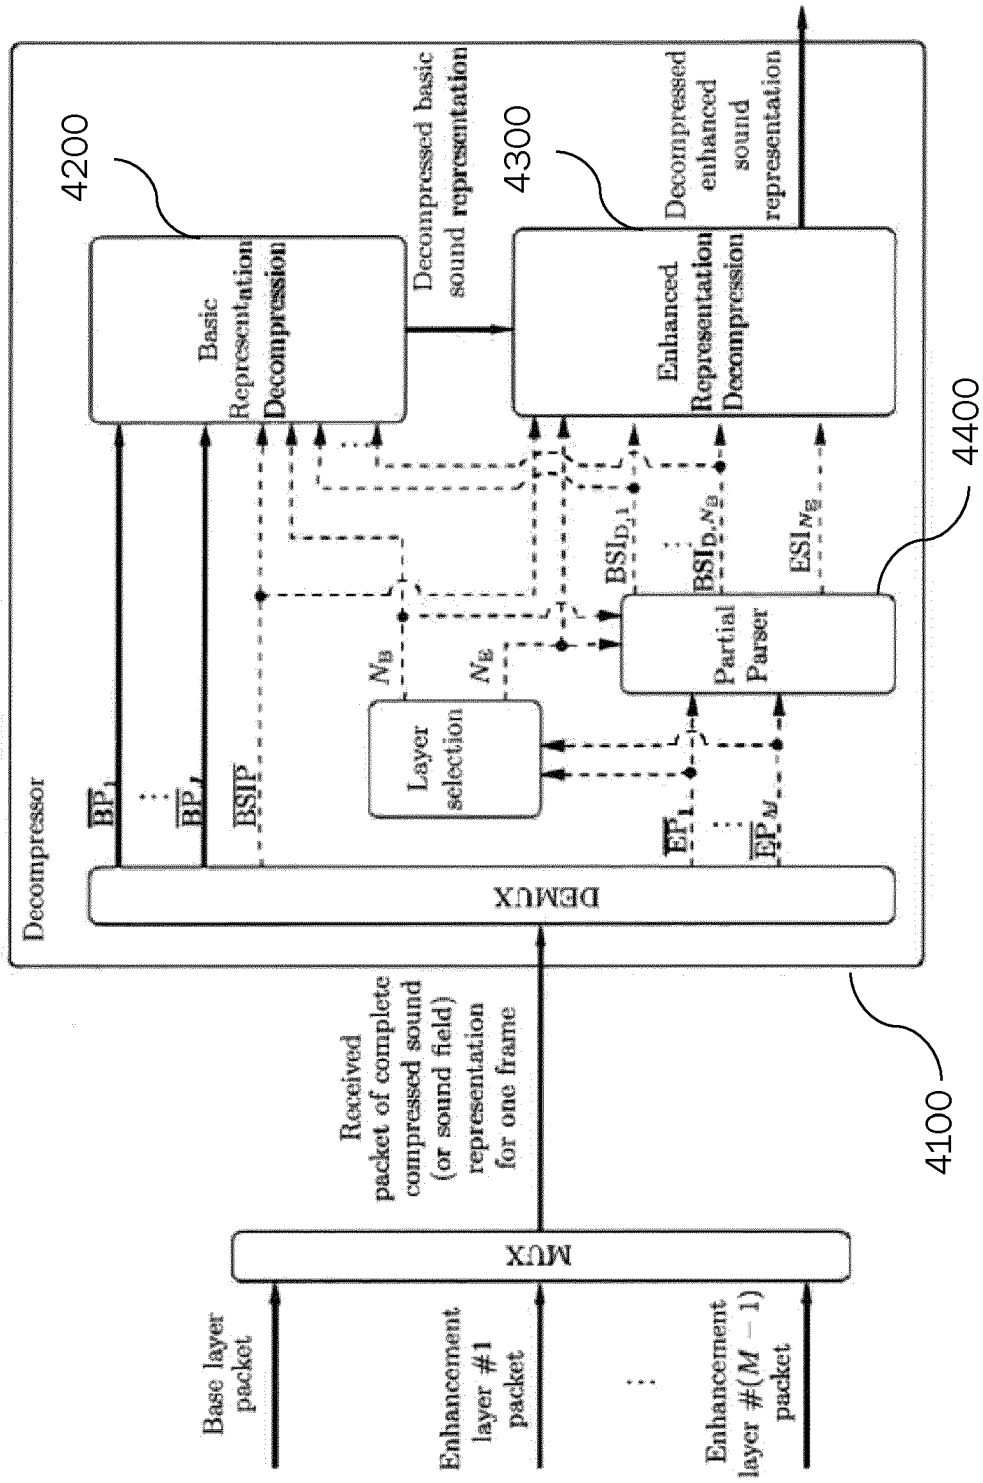 Base layer
packet
Enhancement
layer #1
packet
⋮
Enhancement
layer #(M − 1)
packet
MUX
Received
packet of complete
compressed sound
(or sound field)
representation
for one frame
4100
Decompressor
DEMUX
BP1
⋮
BPJ
BSIP
EP1
⋮
EPM
Layer
selection
NB
NE
Partial
Parser
4400
BSID,1
⋮
BSID,NB
ESINE
⋮
Basic
Representation
Decompression
4200
Decompressed basic
sound representation
Enhanced
Representation
Decompression
4300
Decompressed
enhanced
sound
representation